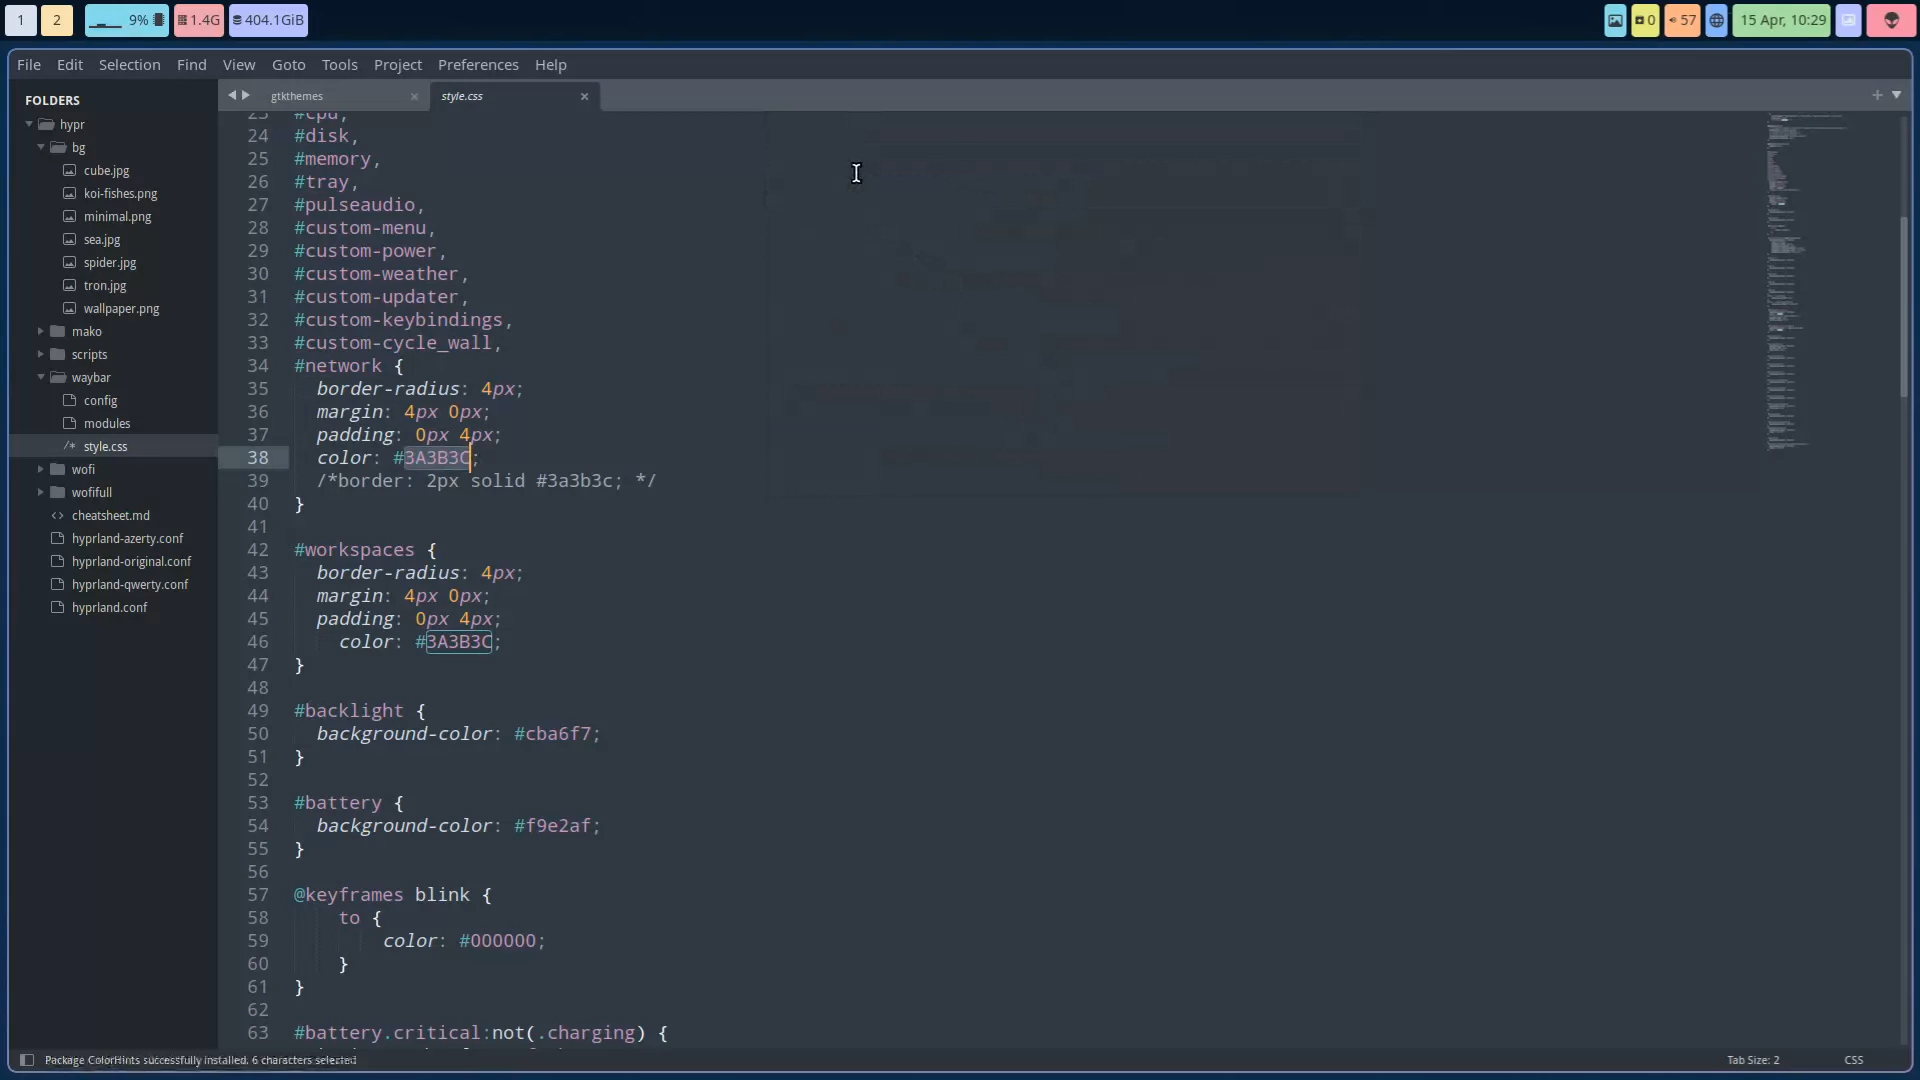 1 2 9% 1.4G 404.1GiB 0 57 15 Apr, 10:29
File Edit Selection Find View Goto Tools Project Preferences Help
FOLDERS
hypr
bg
cube.jpg
koi-fishes.png
minimal.png
sea.jpg
spider.jpg
tron.jpg
wallpaper.png
mako
scripts
waybar
config
modules
/* style.css
wofi
wofifull
<> cheatsheet.md
hyprland-azerty.conf
hyprland-original.conf
hyprland-qwerty.conf
hyprland.conf
gtkthemes style.css
23 #cpu,
24 #disk,
25 #memory,
26 #tray,
27 #pulseaudio,
28 #custom-menu,
29 #custom-power,
30 #custom-weather,
31 #custom-updater,
32 #custom-keybindings,
33 #custom-cycle_wall,
34 #network {
35 border-radius: 4px;
36 margin: 4px 0px;
37 padding: 0px 4px;
38 color: #3A3B3C;
39 /*border: 2px solid #3a3b3c; */
40 }
41
42 #workspaces {
43 border-radius: 4px;
44 margin: 4px 0px;
45 padding: 0px 4px;
46 color: #3A3B3C;
47 }
48
49 #backlight {
50 background-color: #cba6f7;
51 }
52
53 #battery {
54 background-color: #f9e2af;
55 }
56
57 @keyframes blink {
58 to {
59 color: #000000;
60 }
61 }
62
63 #battery.critical:not(.charging) {
Package ColorHints successfully installed, 6 characters selected Tab Size: 2 CSS